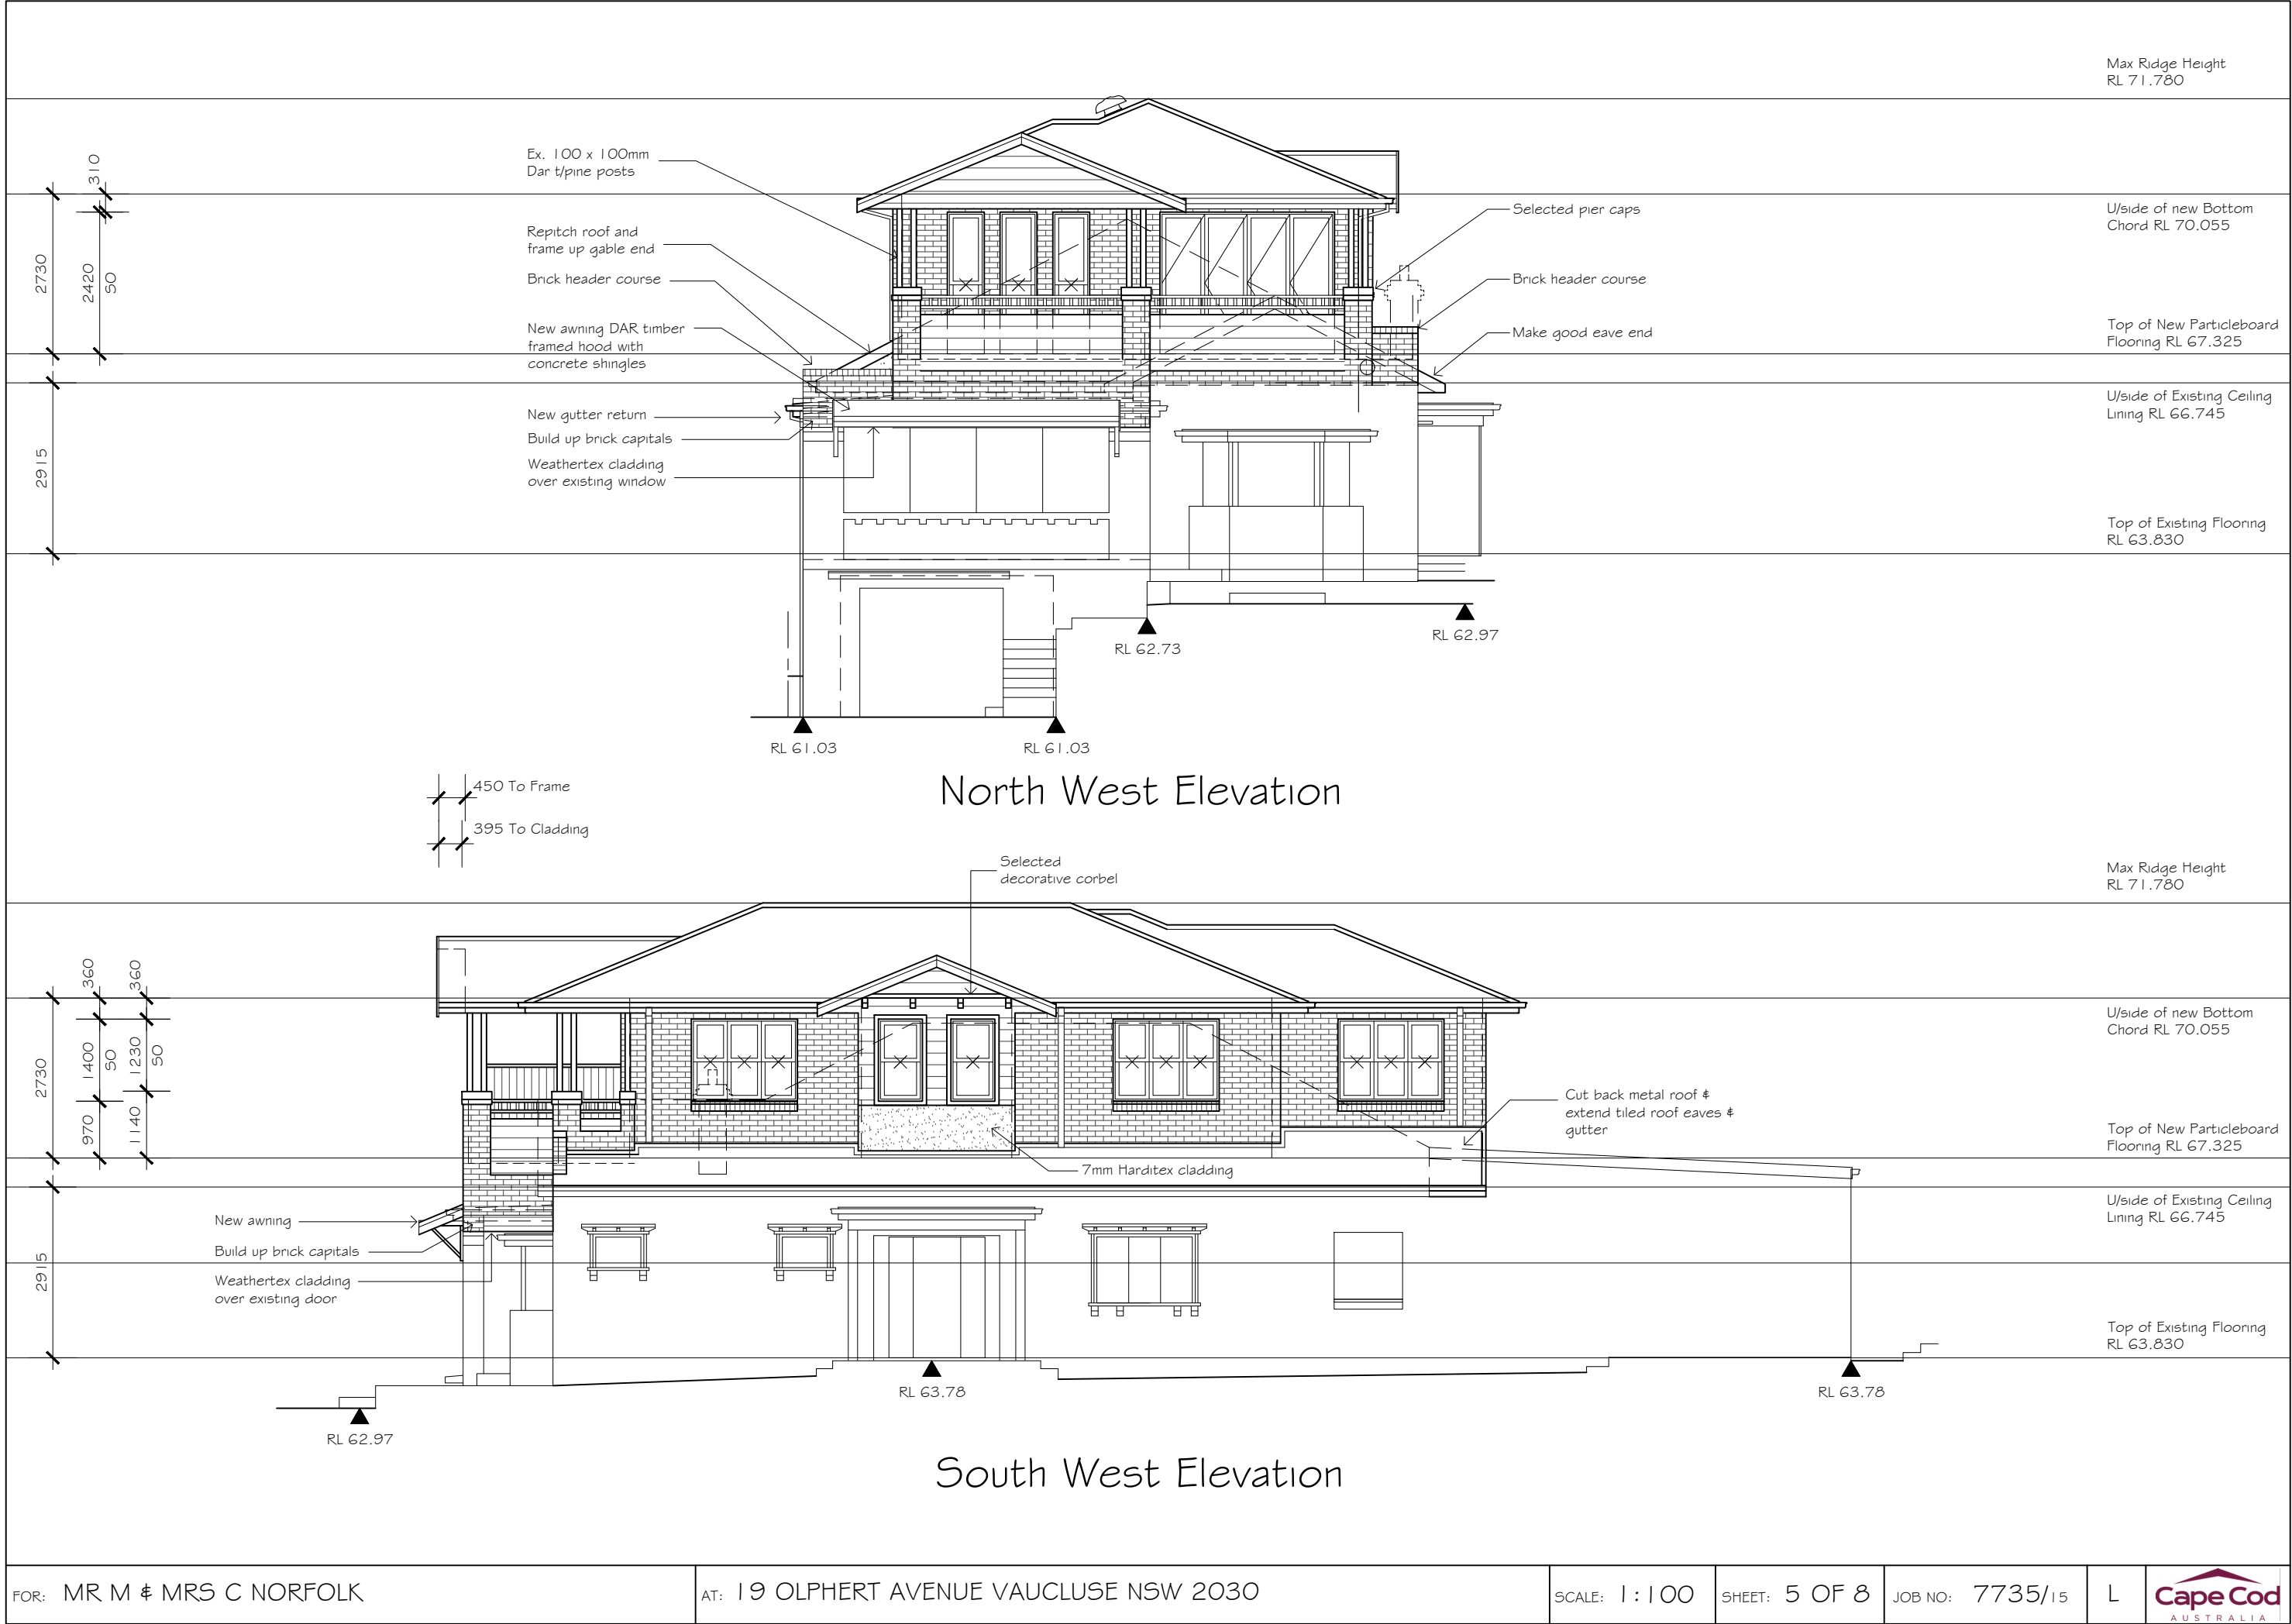 Max Ridge Height
RL 71.780
310
2730
2420
50
Ex. 100 x 100mm
Dar t/pine posts
Repitch roof and
frame up gable end
Brick header course
New awning DAR timber
framed hood with
concrete shingles
New gutter return
Build up brick capitals
Weathertex cladding
over existing window
Selected pier caps
Brick header course
Make good eave end
U/side of new Bottom
Chord RL 70.055
Top of New Particleboard
Flooring RL 67.325
U/side of Existing Ceiling
Lining RL 66.745
2915
Top of Existing Flooring
RL 63.830
RL 62.97
RL 62.73
RL 61.03
RL 61.03
North West Elevation
450 To Frame
395 To Cladding
Selected
decorative corbel
Max Ridge Height
RL 71.780
360
360
2730
1400
50
1230
50
970
1140
U/side of new Bottom
Chord RL 70.055
Cut back metal roof &
extend tiled roof eaves &
gutter
Top of New Particleboard
Flooring RL 67.325
7mm Harditex cladding
U/side of Existing Ceiling
Lining RL 66.745
New awning
Build up brick capitals
Weathertex cladding
over existing door
2915
Top of Existing Flooring
RL 63.830
RL 63.78
RL 63.78
RL 62.97
South West Elevation
FOR: MR M & MRS C NORFOLK
AT: 19 OLPHERT AVENUE VAUCLUSE NSW 2030
SCALE: 1:100
SHEET: 5 OF 8
JOB NO: 7735/15
L
Cape Cod
AUSTRALIA